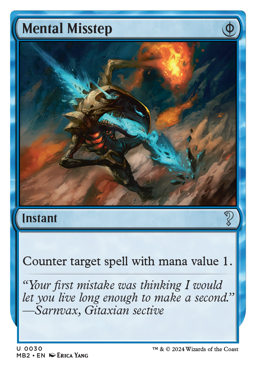 Mental Misstep
Instant
Counter target spell with mana value 1.
“Your first mistake was thinking I would
let you live long enough to make a second.”
—Sarnvax, Gitaxian sective
U 0030
MB2 • EN Erica Yang
™ & © 2024 Wizards of the Coast